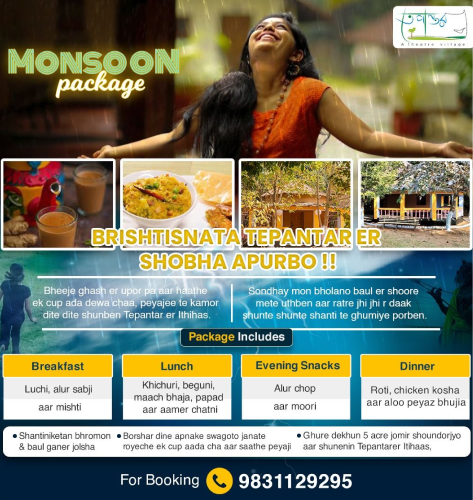 তেপান্তর
A Theatre Village
MONSOON
package
BRISHTISNATA TEPANTAR ER
SHOBHA APURBO !!
Bheeje ghash er upor pa aar haathe
ek cup ada dewa chaa, peyajee te kamor
dite dite shunben Tepantar er Itihas.
Sondhay mon bholano baul er shoore
mete uthben aar ratre jhi jhi r daak
shunte shunte shanti te ghumiye porben.
Package Includes
Breakfast
Luchi, alur sabji
aar mishti
Lunch
Khichuri, beguni,
maach bhaja, papad
aar aamer chatni
Evening Snacks
Alur chop
aar moori
Dinner
Roti, chicken kosha
aar aloo peyaz bhujia
• Shantiniketan bhromon
& baul ganer jolsha
• Borshar dine apnake swagoto janate
royeche ek cup aada cha aar saathe peyaji
• Ghure dekhun 5 acre jomir shoundorjyo
aar shunenin Tepantarer Itihaas,
For Booking 9831129295